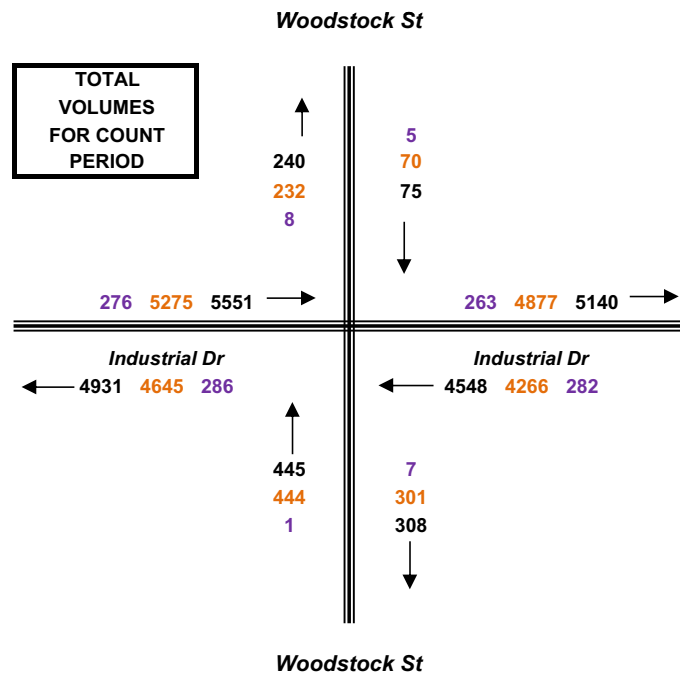 Woodstock St
TOTAL
VOLUMES
FOR COUNT
PERIOD
5
240
70
232
75
8
276 5275 5551
263 4877 5140
Industrial Dr
Industrial Dr
4931 4645 286
4548 4266 282
445
7
444
301
1
308
Woodstock St